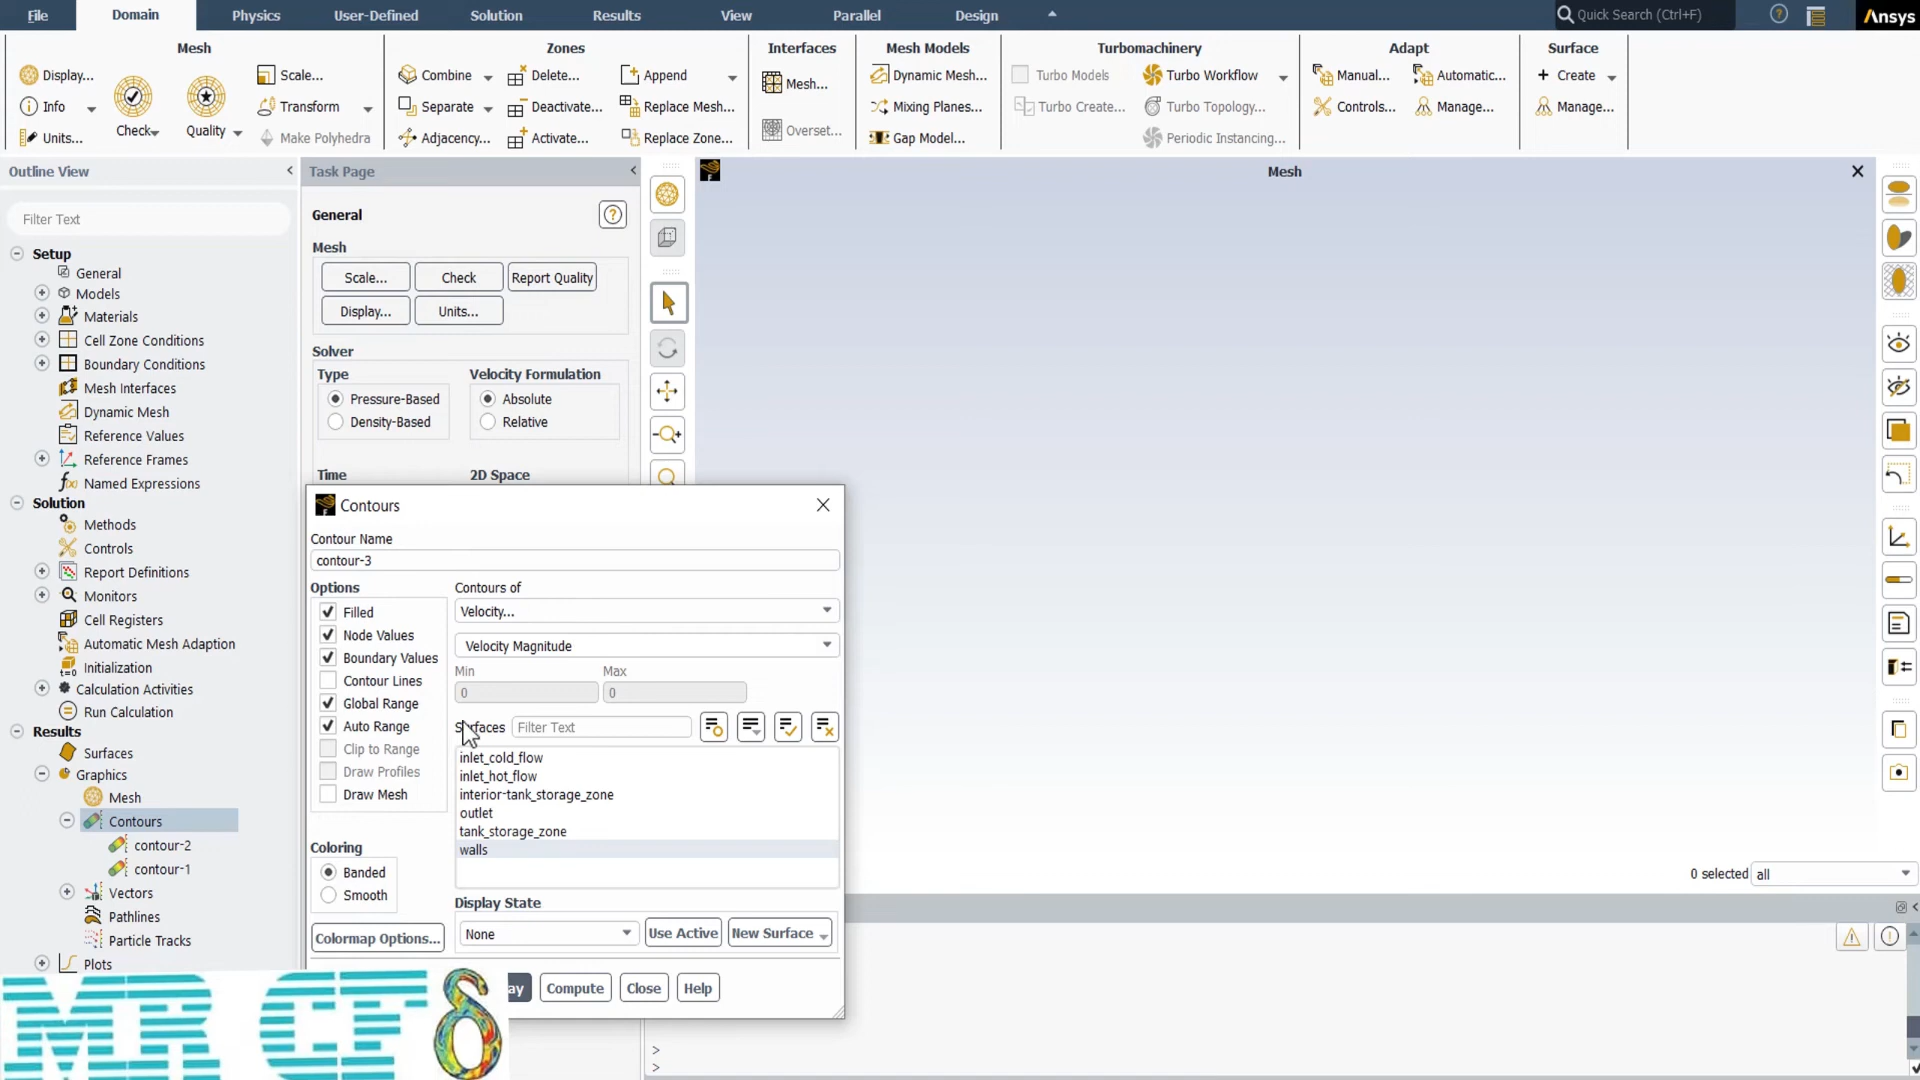 File Domain Physics User-Defined Solution Results View Parallel Design Quick Search (Ctrl+F) Ansys
Mesh Zones Interfaces Mesh Models Turbomachinery Adapt Surface
Display... Scale... Combine Delete... Append Mesh... Dynamic Mesh... Turbo Models Turbo Workflow Manual... Automatic... + Create
Info Check Quality Transform Separate Deactivate... Replace Mesh... Mixing Planes... Turbo Create... Turbo Topology... Controls... Manage... Manage...
Units... Make Polyhedra Adjacency... Activate... Replace Zone... Overset... Gap Model... Periodic Instancing...
Outline View
Filter Text
Setup
General
Models
Materials
Cell Zone Conditions
Boundary Conditions
Mesh Interfaces
Dynamic Mesh
Reference Values
Reference Frames
Named Expressions
Solution
Methods
Controls
Report Definitions
Monitors
Cell Registers
Automatic Mesh Adaption
Initialization
Calculation Activities
Run Calculation
Results
Surfaces
Graphics
Mesh
Contours
contour-2
contour-1
Vectors
Pathlines
Particle Tracks
Plots
Task Page
General
Mesh
Scale... Check Report Quality
Display... Units...
Solver
Type Velocity Formulation
Pressure-Based Absolute
Density-Based Relative
Time 2D Space
Mesh
0 selected all
Contours
Contour Name
contour-3
Options
Filled
Node Values
Boundary Values
Contour Lines
Global Range
Auto Range
Clip to Range
Draw Profiles
Draw Mesh
Coloring
Banded
Smooth
Colormap Options...
Contours of
Velocity...
Velocity Magnitude
Min Max
0 0
Surfaces Filter Text
inlet_cold_flow
inlet_hot_flow
interior-tank_storage_zone
outlet
tank_storage_zone
walls
Display State
None Use Active New Surface
ay Compute Close Help
>
>
MR CFδ